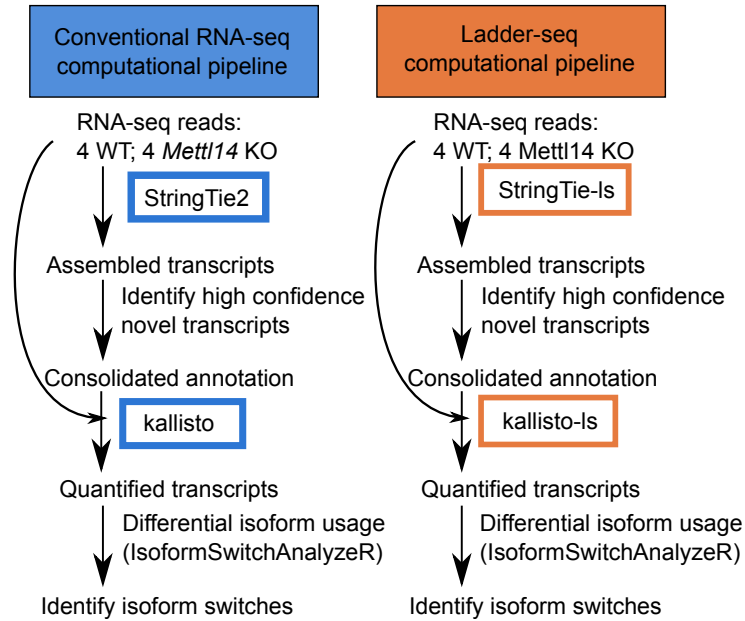 Conventional RNA-seq
computational pipeline
RNA-seq reads:
4 WT; 4 Mettl14 KO
StringTie2
Assembled transcripts
Identify high confidence
novel transcripts
Consolidated annotation
kallisto
Quantified transcripts
Differential isoform usage
(IsoformSwitchAnalyzeR)
Identify isoform switches
Ladder-seq
computational pipeline
RNA-seq reads:
4 WT; 4 Mettl14 KO
StringTie-ls
Assembled transcripts
Identify high confidence
novel transcripts
Consolidated annotation
kallisto-ls
Quantified transcripts
Differential isoform usage
(IsoformSwitchAnalyzeR)
Identify isoform switches